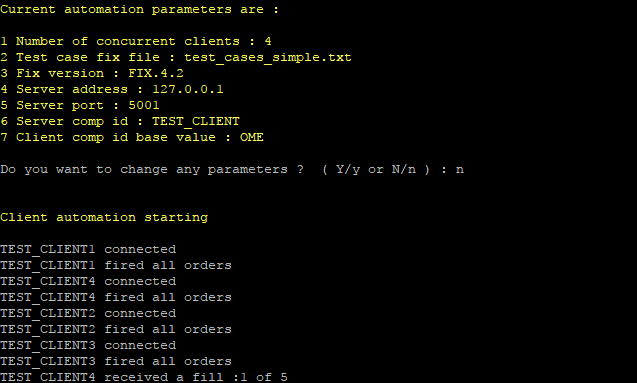 Current automation parameters are :
1 Number of concurrent clients : 4
2 Test case fix file : test_cases_simple.txt
3 Fix version : FIX.4.2
4 Server address : 127.0.0.1
5 Server port : 5001
6 Server comp id : TEST_CLIENT
7 Client comp id base value : OME
Do you want to change any parameters ?  ( Y/y or N/n ) : n
Client automation starting
TEST_CLIENT1 connected
TEST_CLIENT1 fired all orders
TEST_CLIENT4 connected
TEST_CLIENT4 fired all orders
TEST_CLIENT2 connected
TEST_CLIENT2 fired all orders
TEST_CLIENT3 connected
TEST_CLIENT3 fired all orders
TEST_CLIENT4 received a fill :1 of 5